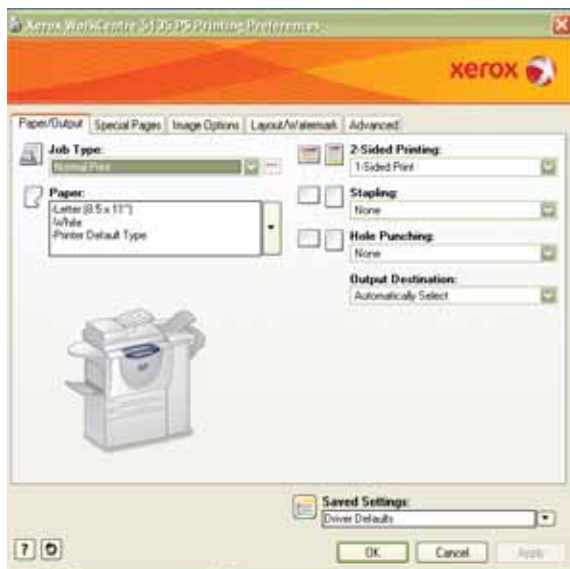 Xerox WorkCentre 5135 PS Printing Preferences
xerox
Paper/Output Special Pages Image Options Layout/Watermark Advanced
Job Type:
Normal Print
2-Sided Printing:
1-Sided Print
Paper:
-Letter (8.5 x 11")
-White
-Printer Default Type
Stapling:
None
Hole Punching:
None
Output Destination:
Automatically Select
Saved Settings:
Driver Defaults
?
OK Cancel Apply